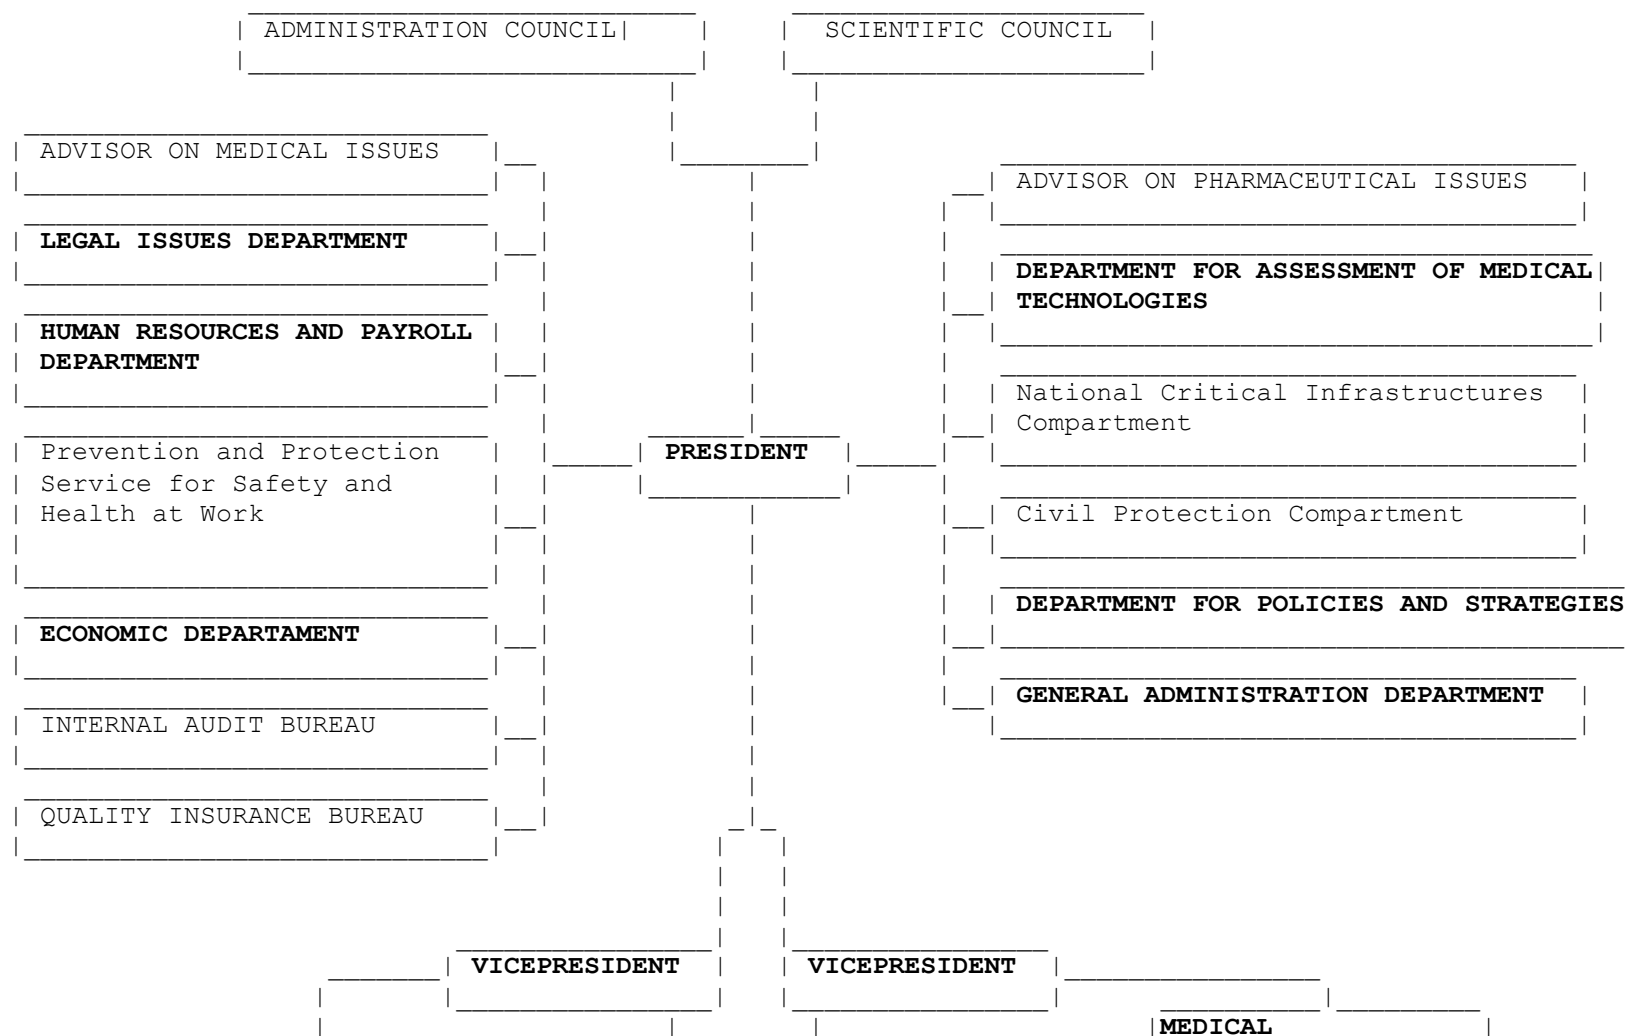 ADMINISTRATION COUNCIL
SCIENTIFIC COUNCIL
ADVISOR ON MEDICAL ISSUES
LEGAL ISSUES DEPARTMENT
HUMAN RESOURCES AND PAYROLL
DEPARTMENT
Prevention and Protection
Service for Safety and
Health at Work
ECONOMIC DEPARTAMENT
INTERNAL AUDIT BUREAU
QUALITY INSURANCE BUREAU
PRESIDENT
ADVISOR ON PHARMACEUTICAL ISSUES
DEPARTMENT FOR ASSESSMENT OF MEDICAL
TECHNOLOGIES
National Critical Infrastructures
Compartment
Civil Protection Compartment
DEPARTMENT FOR POLICIES AND STRATEGIES
GENERAL ADMINISTRATION DEPARTMENT
VICEPRESIDENT
VICEPRESIDENT
MEDICAL